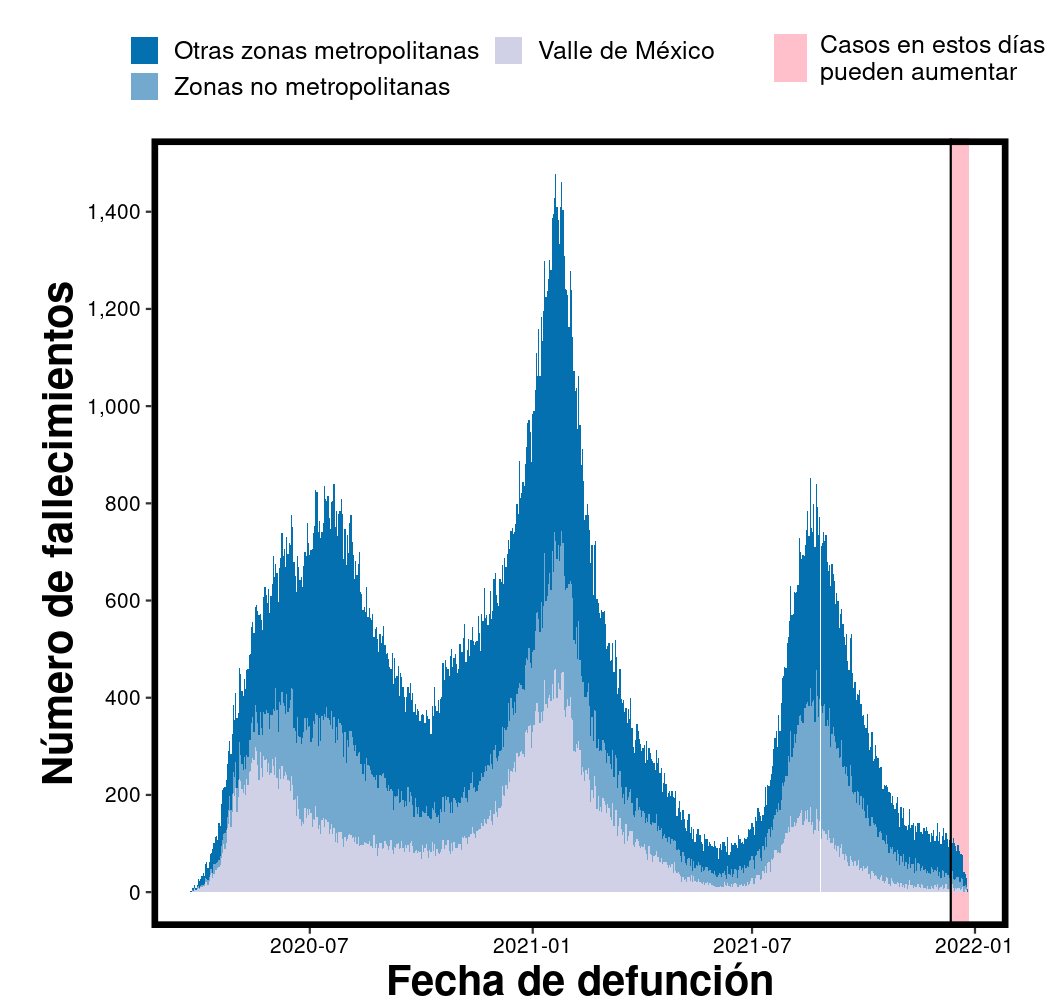 Otras zonas metropolitanas
Valle de México
Zonas no metropolitanas
Casos en estos días
pueden aumentar
Número de fallecimientos
1,400
1,200
1,000
800
600
400
200
0
2020-07
2021-01
2021-07
2022-01
Fecha de defunción